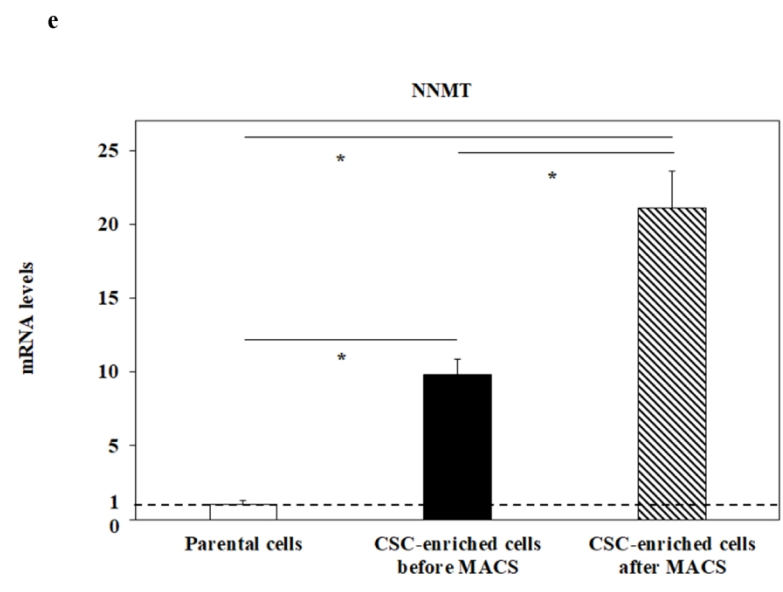 e
NNMT
mRNA levels
25
*
*
20
15
10
*
5
1
0
Parental cells
CSC-enriched cells
before MACS
CSC-enriched cells
after MACS